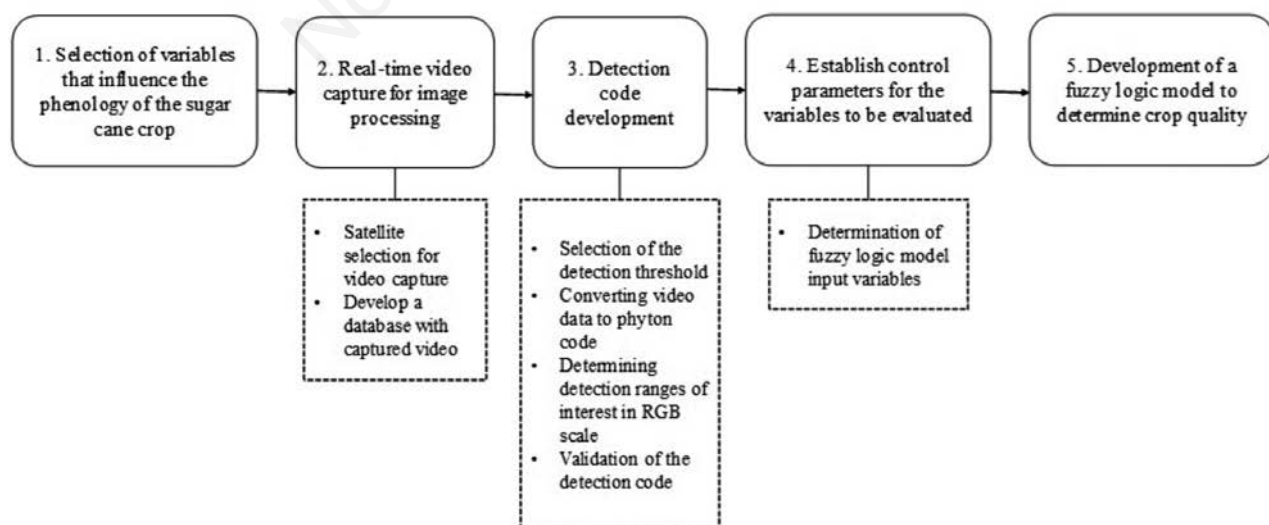 1. Selection of variables
that influence the
phenology of the sugar
cane crop
2. Real-time video
capture for image
processing
3. Detection
code
development
4. Establish control
parameters for the
variables to be evaluated
5. Development of a
fuzzy logic model to
determine crop quality
• Satellite
selection for
video capture
• Develop a
database with
captured video
• Selection of the
detection threshold
• Converting video
data to phyton
code
• Determining
detection ranges of
interest in RGB
scale
• Validation of the
detection code
• Determination of
fuzzy logic model
input variables